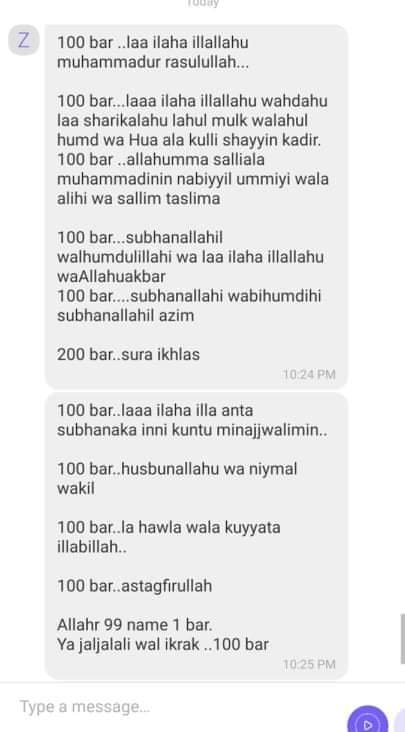 Today
Z
100 bar ..laa ilaha illallahu
muhammadur rasulullah...
100 bar...laaa ilaha illallahu wahdahu
laa sharikalahu lahul mulk walahul
humd wa Hua ala kulli shayyin kadir.
100 bar ..allahumma salliala
muhammadinin nabiyyil ummiyi wala
alihi wa sallim taslima
100 bar...subhanallahil
walhumdulillahi wa laa ilaha illallahu
waAllahuakbar
100 bar....subhanallahi wabihumdihi
subhanallahil azim
200 bar..sura ikhlas
10:24 PM
100 bar..laaa ilaha illa anta
subhanaka inni kuntu minajjwalimin..
100 bar..husbunallahu wa niymal
wakil
100 bar..la hawla wala kuyyata
illabillah..
100 bar..astagfirullah
Allahr 99 name 1 bar.
Ya jaljalali wal ikrak ..100 bar
10:25 PM
Type a message...